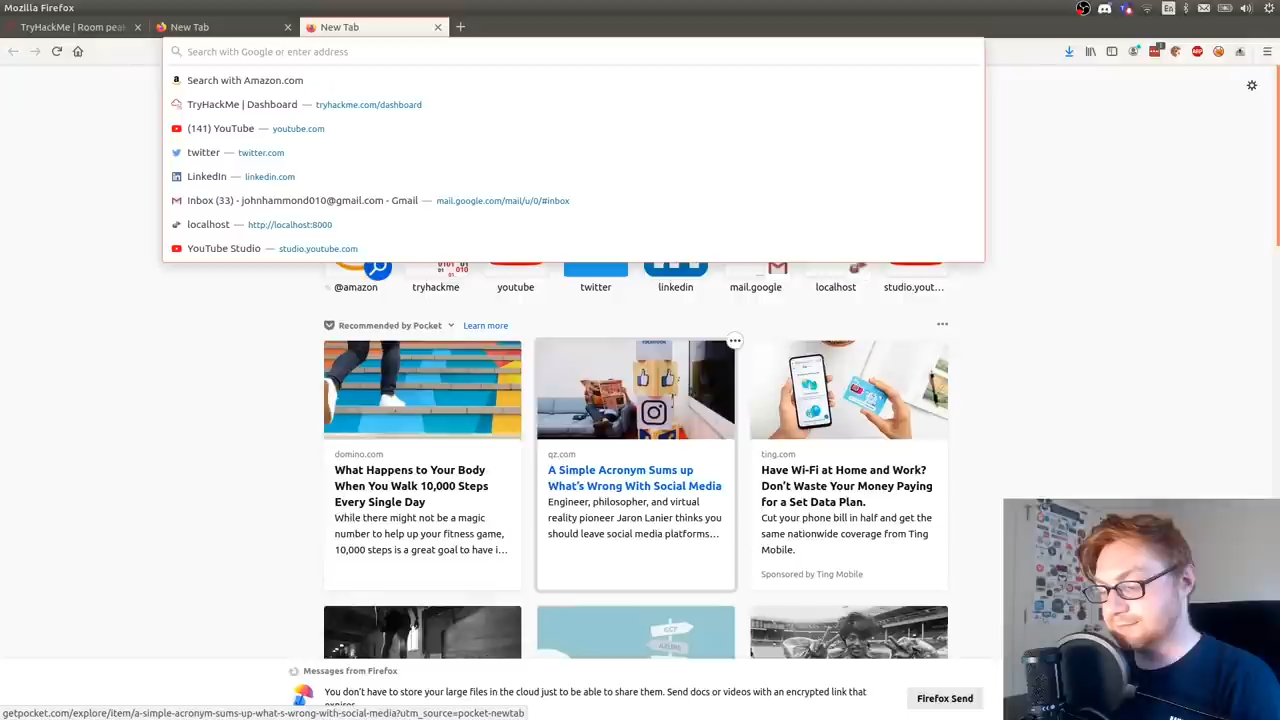 Mozilla Firefox
En
TryHackMe | Room pea
New Tab
New Tab
Search with Google or enter address
Search with Amazon.com
TryHackMe | Dashboard — tryhackme.com/dashboard
(141) YouTube — youtube.com
twitter — twitter.com
LinkedIn — linkedin.com
Inbox (33) - johnhammond010@gmail.com - Gmail — mail.google.com/mail/u/0/#inbox
localhost — http://localhost:8000
YouTube Studio — studio.youtube.com
@amazon
tryhackme
youtube
twitter
linkedin
mail.google
localhost
studio.yout…
Recommended by Pocket
Learn more
domino.com
What Happens to Your Body
When You Walk 10,000 Steps
Every Single Day
While there might not be a magic
number to help up your fitness game,
10,000 steps is a great goal to have i…
qz.com
A Simple Acronym Sums up
What's Wrong With Social Media
Engineer, philosopher, and virtual
reality pioneer Jaron Lanier thinks you
should leave social media platforms…
ting.com
Have Wi-Fi at Home and Work?
Don't Waste Your Money Paying
for a Set Data Plan.
Cut your phone bill in half and get the
same nationwide coverage from Ting
Mobile.
Sponsored by Ting Mobile
Messages from Firefox
You don't have to store your large files in the cloud just to be able to share them. Send docs or videos with an encrypted link that
expires.
Firefox Send
getpocket.com/explore/item/a-simple-acronym-sums-up-what-s-wrong-with-social-media?utm_source=pocket-newtab